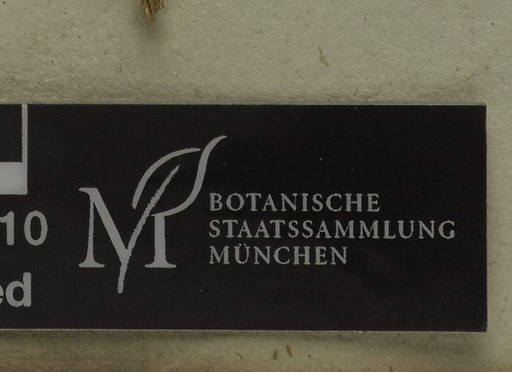 10
ed
M
BOTANISCHE
STAATSSAMMLUNG
MÜNCHEN